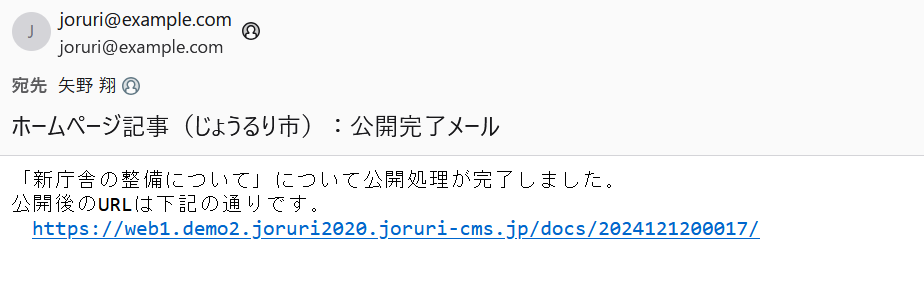 J
joruri@example.com
joruri@example.com
宛先 矢野 翔
ホームページ記事（じょうるり市）：公開完了メール
「新庁舎の整備について」について公開処理が完了しました。
公開後のURLは下記の通りです。
https://web1.demo2.joruri2020.joruri-cms.jp/docs/2024121200017/